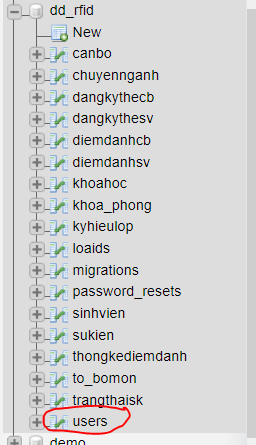 dd_rfid
New
canbo
chuyennganh
dangkythecb
dangkythesv
diemdanhcb
diemdanhsv
khoahoc
khoa_phong
kyhieulop
loaids
migrations
password_resets
sinhvien
sukien
thongkediemdanh
to_bomon
trangthaisk
users
demo